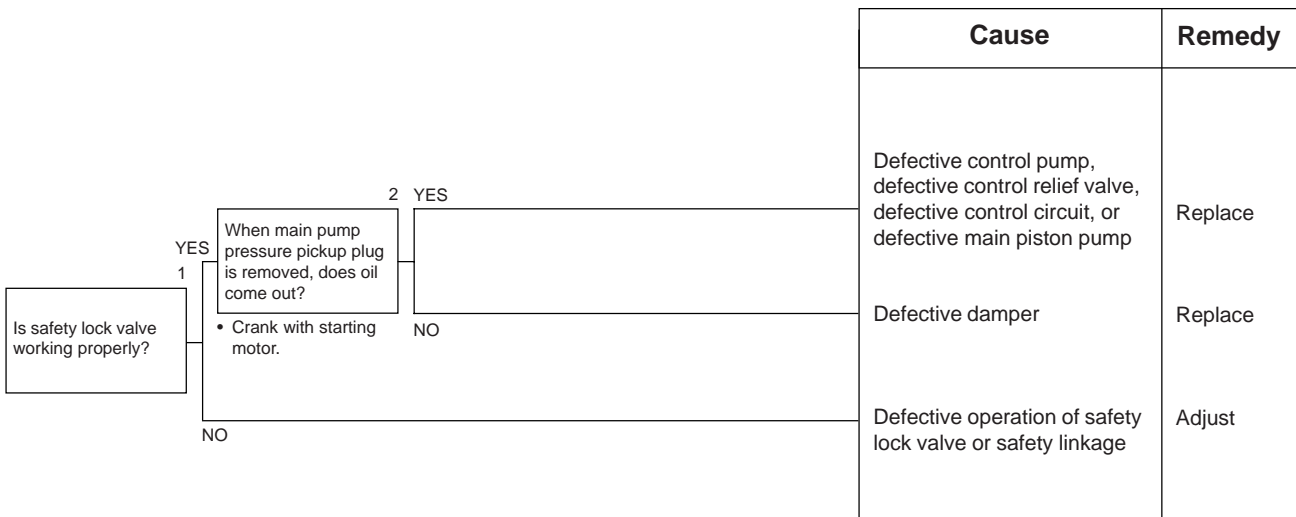 Cause
Remedy
Defective control pump,
defective control relief valve,
defective control circuit, or
defective main piston pump
Replace
2
YES
When main pump
pressure pickup plug
is removed, does oil
come out?
YES
1
Defective damper
Replace
• Crank with starting
motor.
NO
Is safety lock valve
working properly?
Defective operation of safety
lock valve or safety linkage
Adjust
NO